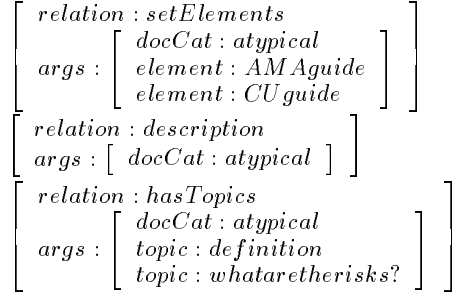 relation : setElements
docCat : atypical
args : element : AMAguide
element : CUguide
relation : description
args : [ docCat : atypical ]
relation : hasTopics
docCat : atypical
args : topic : definition
topic : whataretherisks?